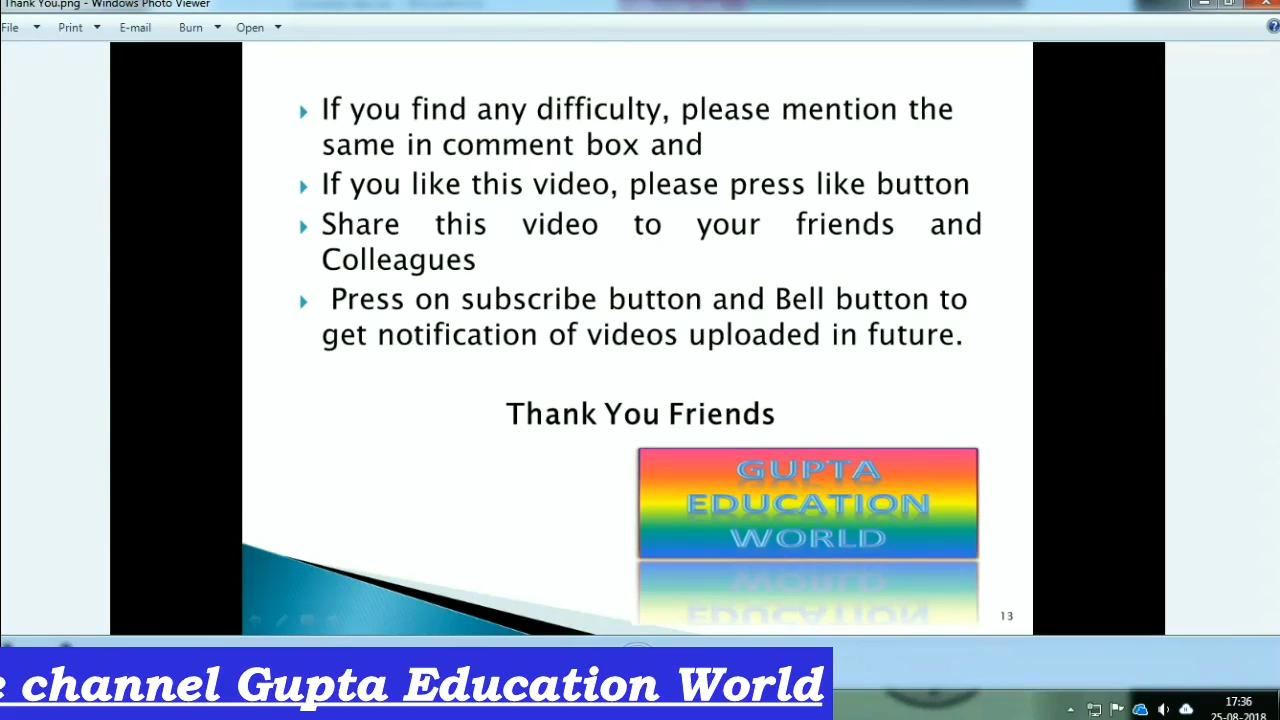 Thank You.png - Windows Photo Viewer
File Print E-mail Burn Open
If you find any difficulty, please mention the
same in comment box and
If you like this video, please press like button
Share this video to your friends and
Colleagues
Press on subscribe button and Bell button to
get notification of videos uploaded in future.
Thank You Friends
GUPTA
EDUCATION
WORLD
13
channel Gupta Education World
17:36
25-08-2018